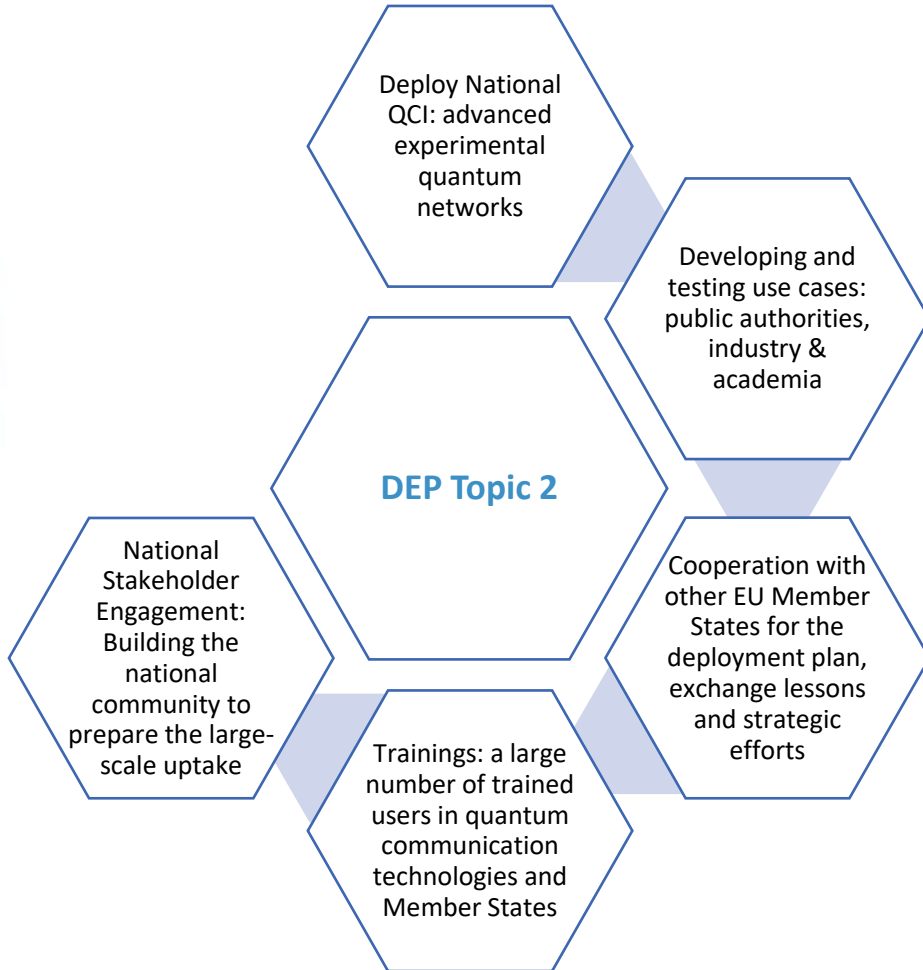 Deploy National
QCI: advanced
experimental
quantum
networks
Developing and
testing use cases:
public authorities,
industry &
academia
DEP Topic 2
Cooperation with
other EU Member
States for the
deployment plan,
exchange lessons
and strategic
efforts
Trainings: a large
number of trained
users in quantum
communication
technologies and
Member States
National
Stakeholder
Engagement:
Building the
national
community to
prepare the large-
scale uptake